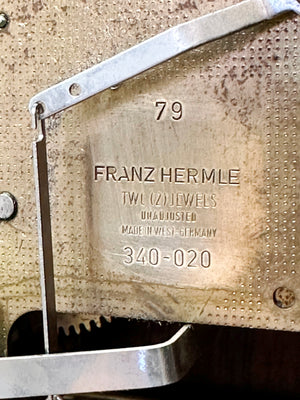 79
FRANZ HERMLE
TWO (2) JEWELS
UNADJUSTED
MADE IN WEST-GERMANY
340-020